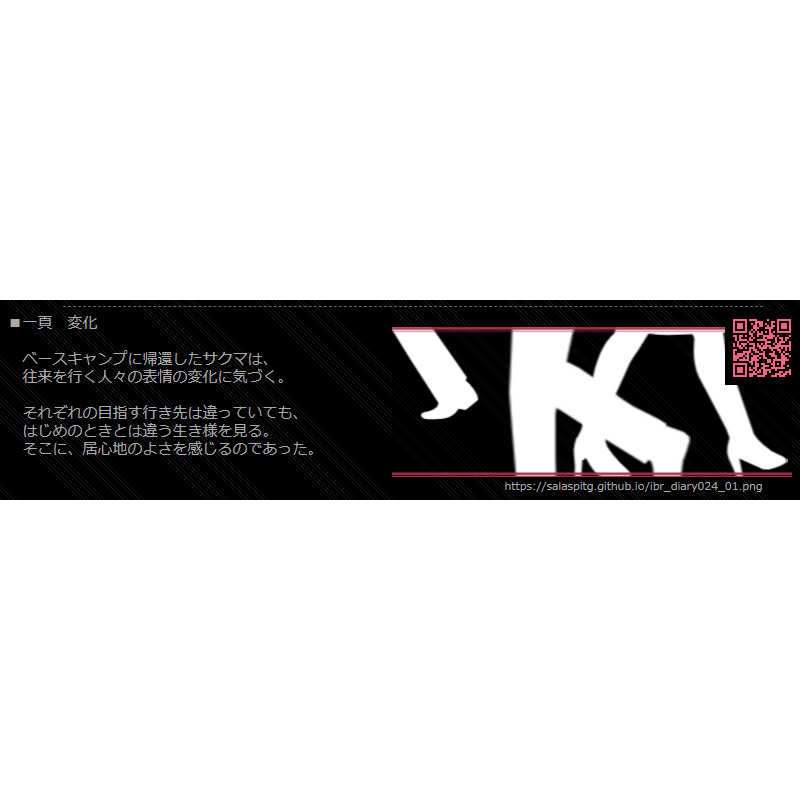 ■一頁　変化
ベースキャンプに帰還したサクマは、
往来を行く人々の表情の変化に気づく。
それぞれの目指す行き先は違っていても、
はじめのときとは違う生き様を見る。
そこに、居心地のよさを感じるのであった。
https://salaspitg.github.io/ibr_diary024_01.png